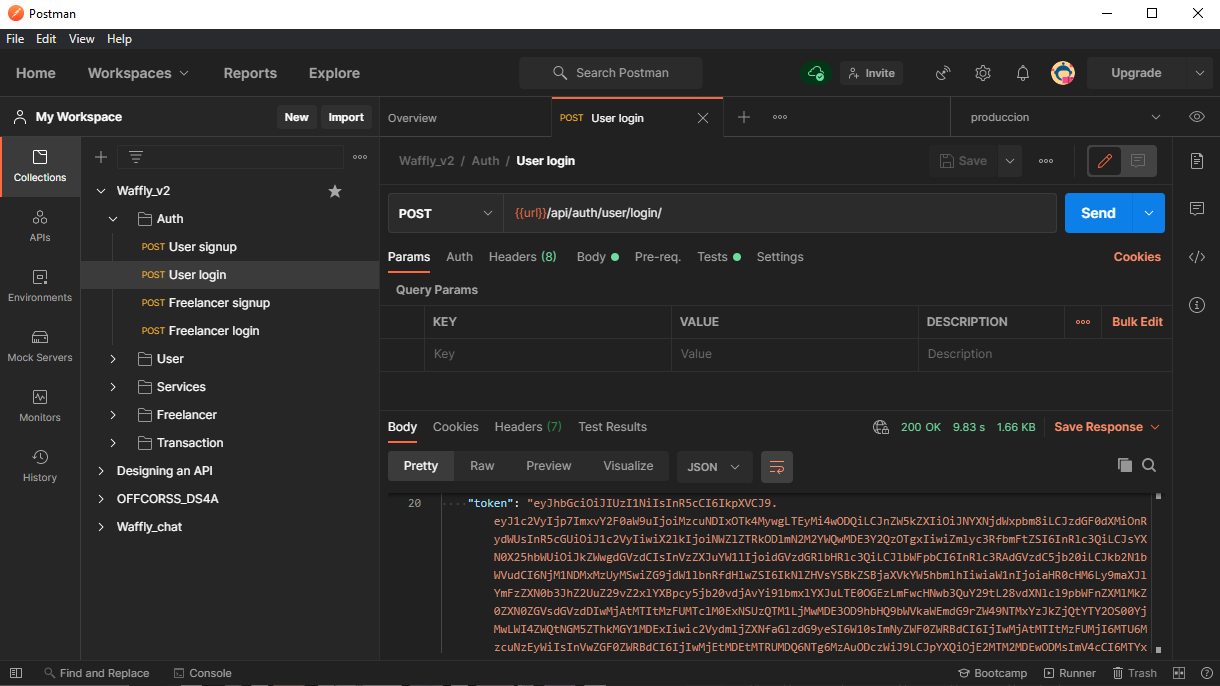 Postman
File Edit View Help
Home Workspaces Reports Explore Search Postman Invite Upgrade
My Workspace New Import Overview POST User login produccion
Waffly_v2 / Auth / User login Save
Collections
APIs
Environments
Mock Servers
Monitors
History
Waffly_v2
Auth
POST User signup
POST User login
POST Freelancer signup
POST Freelancer login
User
Services
Freelancer
Transaction
Designing an API
OFFCORSS_DS4A
Waffly_chat
POST {{url}}/api/auth/user/login/ Send
Params Auth Headers (8) Body Pre-req. Tests Settings Cookies
Query Params
KEY VALUE DESCRIPTION Bulk Edit
Key Value Description
Body Cookies Headers (7) Test Results 200 OK 9.83 s 1.66 KB Save Response
Pretty Raw Preview Visualize JSON
20 "token": "eyJhbGciOiJIUzI1NiIsInR5cCI6IkpXVCJ9.
Find and Replace Console Bootcamp Runner Trash